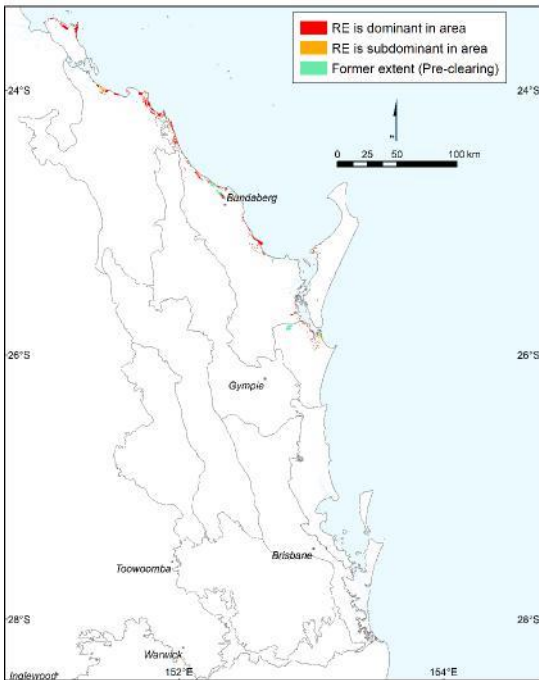 RE is dominant in area
RE is subdominant in area
Former extent (Pre-clearing)
24°S
24°S
0 25 50 100 km
Bundaberg
26°S
26°S
Gympie
Brisbane
Toowoomba
28°S
28°S
Warwick
Inglewood
152°E
154°E